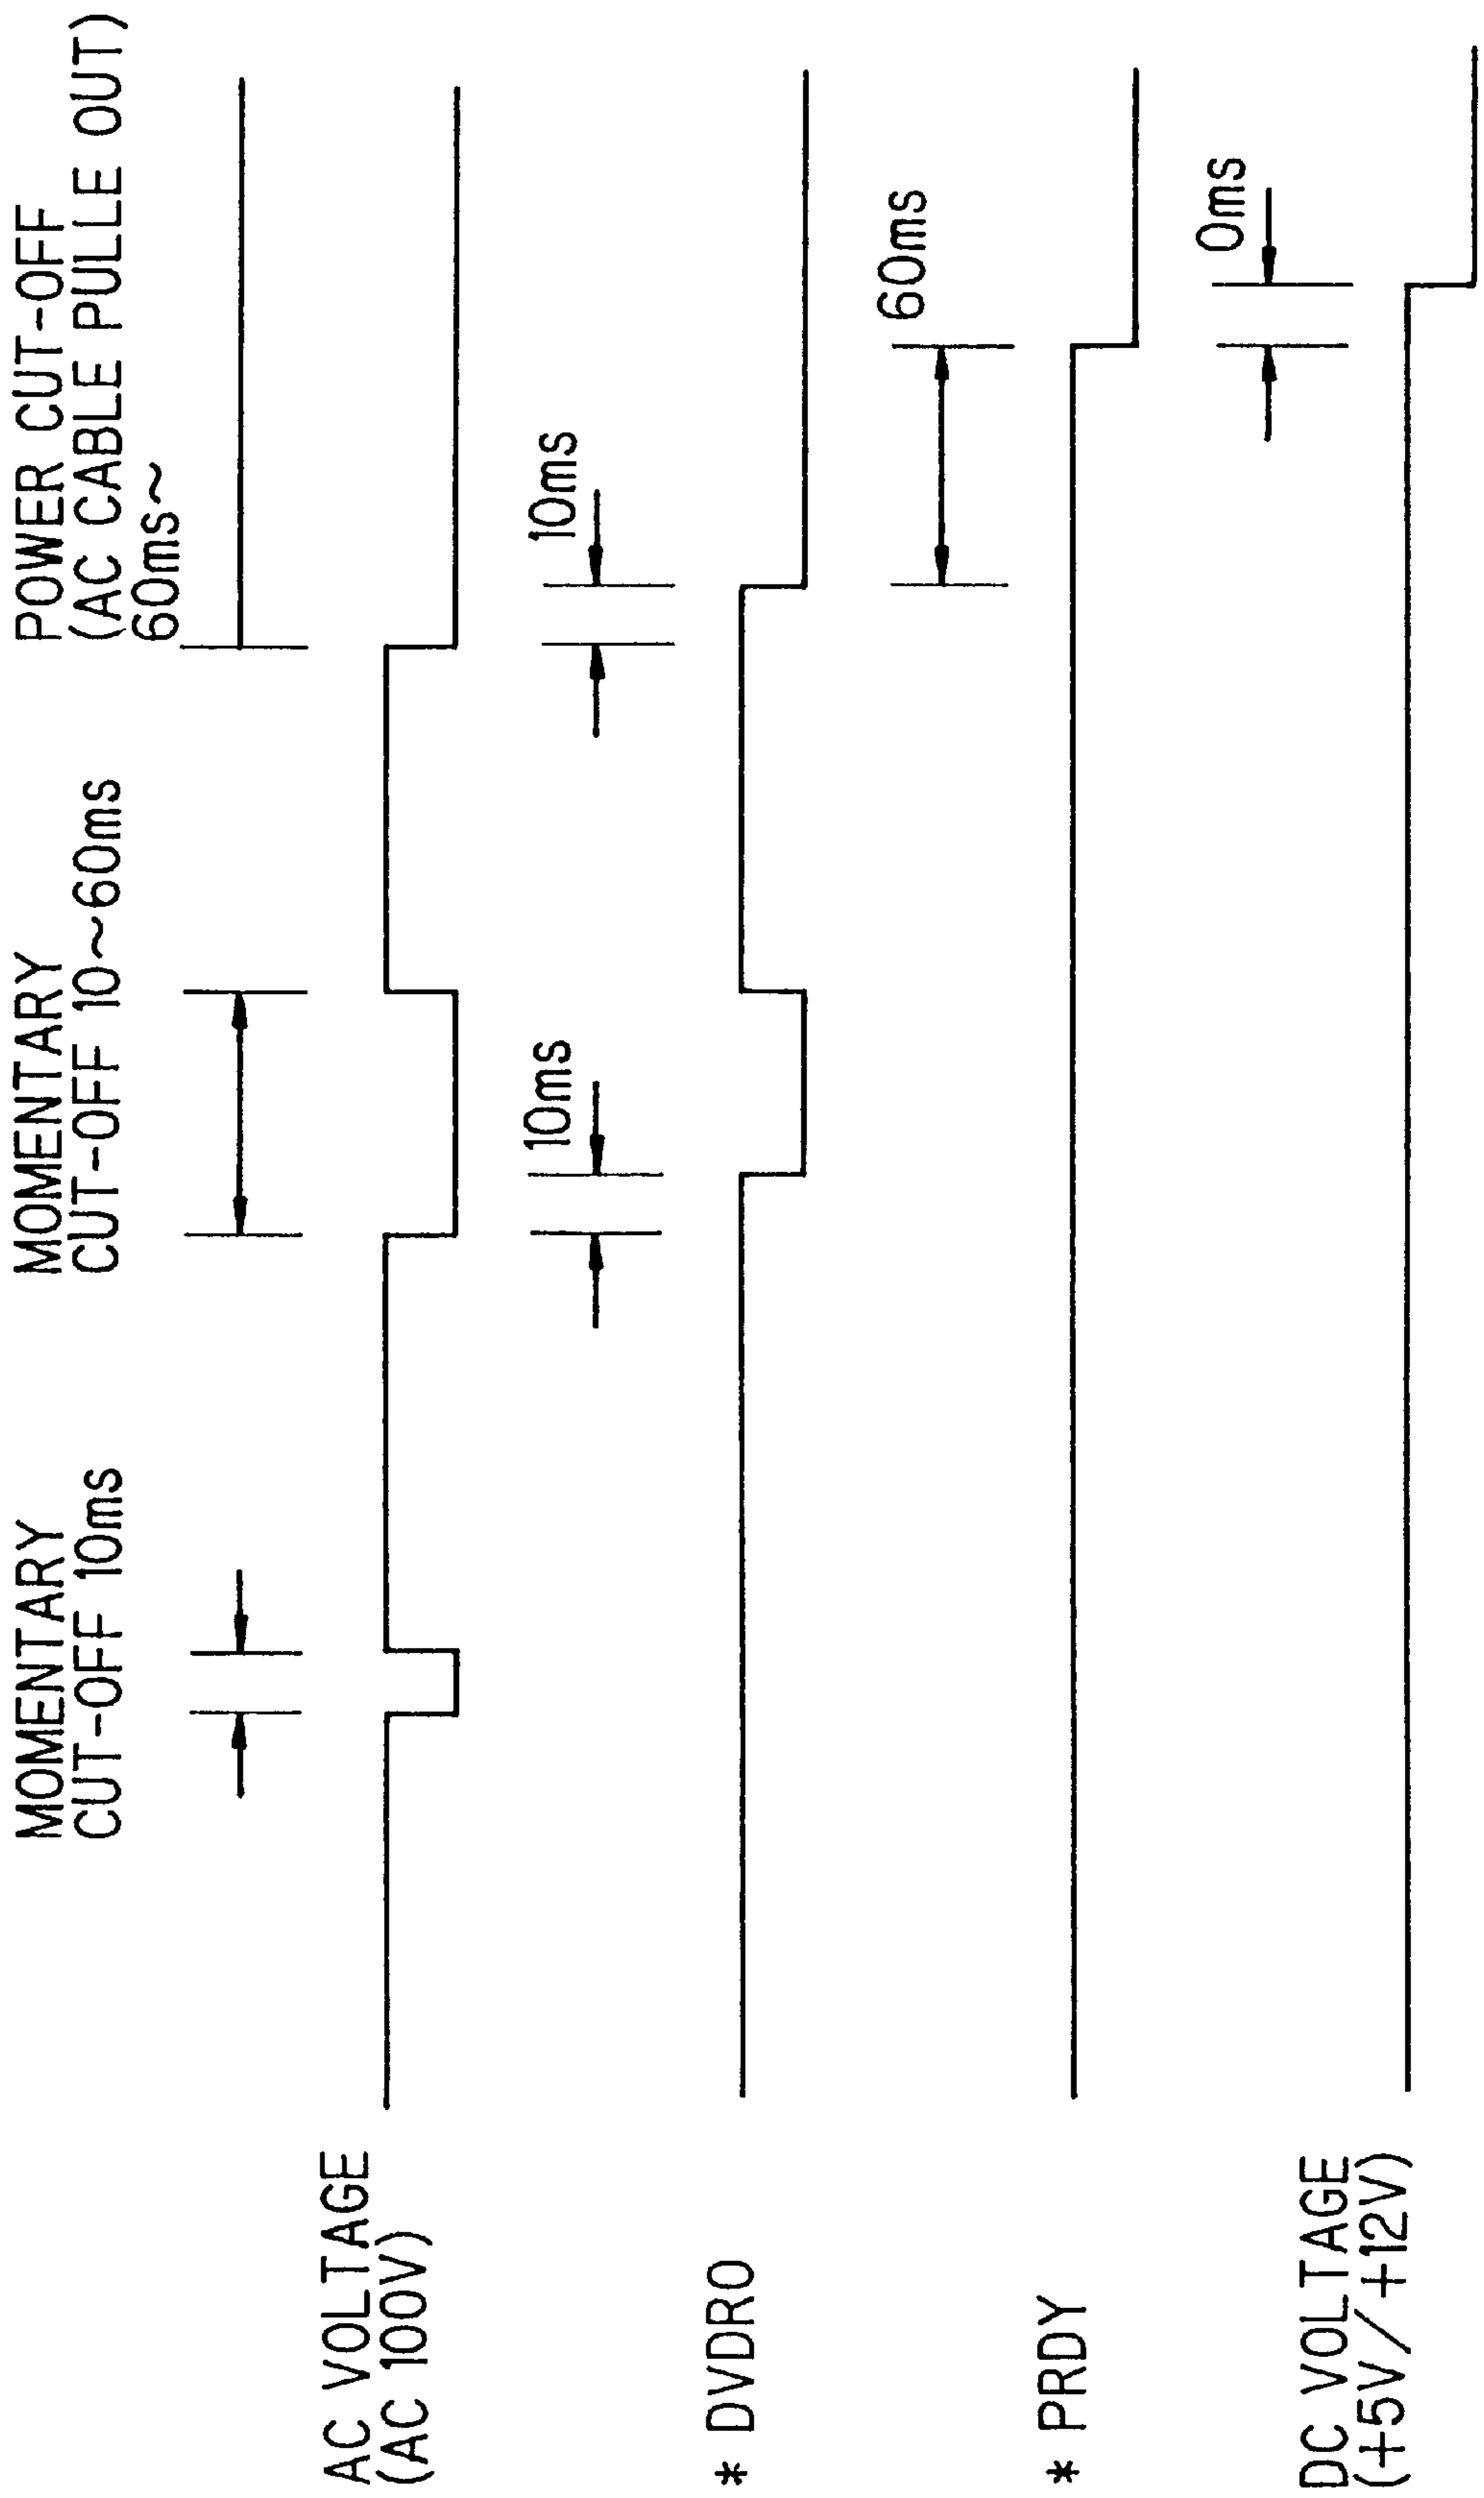 MOMENTARY
CUT-OFF 10ms
MOMENTARY
CUT-OFF 10~60ms
POWER CUT-OFF
(AC CABLE PULLE OUT)
60ms~
AC VOLTAGE
(AC 100V)
10ms
10ms
* DVDRO
60ms
* PRDY
0ms
DC VOLTAGE
(+5V/+12V)